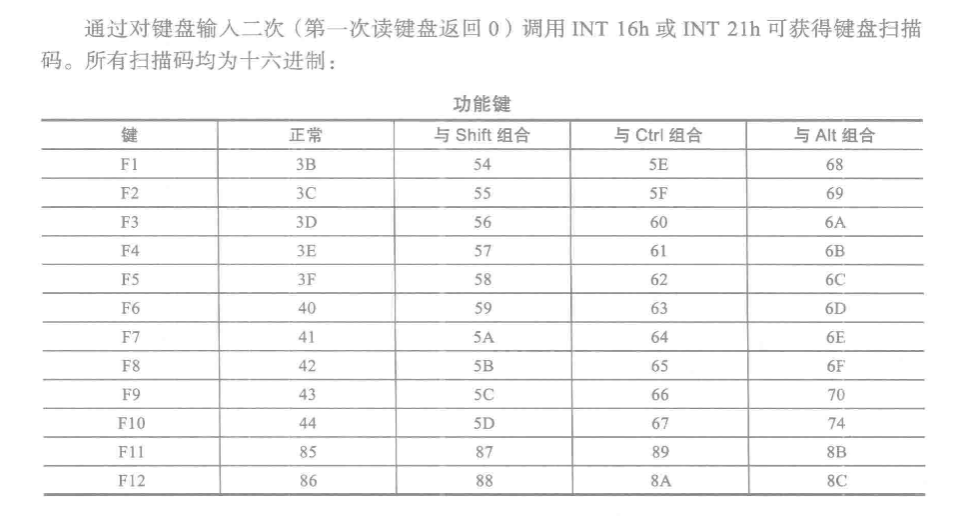 通过对键盘输入二次（第一次读键盘返回 0）调用 INT 16h 或 INT 21h 可获得键盘扫描
码。所有扫描码均为十六进制：
功能键
键 正常 与 Shift 组合 与 Ctrl 组合 与 Alt 组合
F1 3B 54 5E 68
F2 3C 55 5F 69
F3 3D 56 60 6A
F4 3E 57 61 6B
F5 3F 58 62 6C
F6 40 59 63 6D
F7 41 5A 64 6E
F8 42 5B 65 6F
F9 43 5C 66 70
F10 44 5D 67 74
F11 85 87 89 8B
F12 86 88 8A 8C